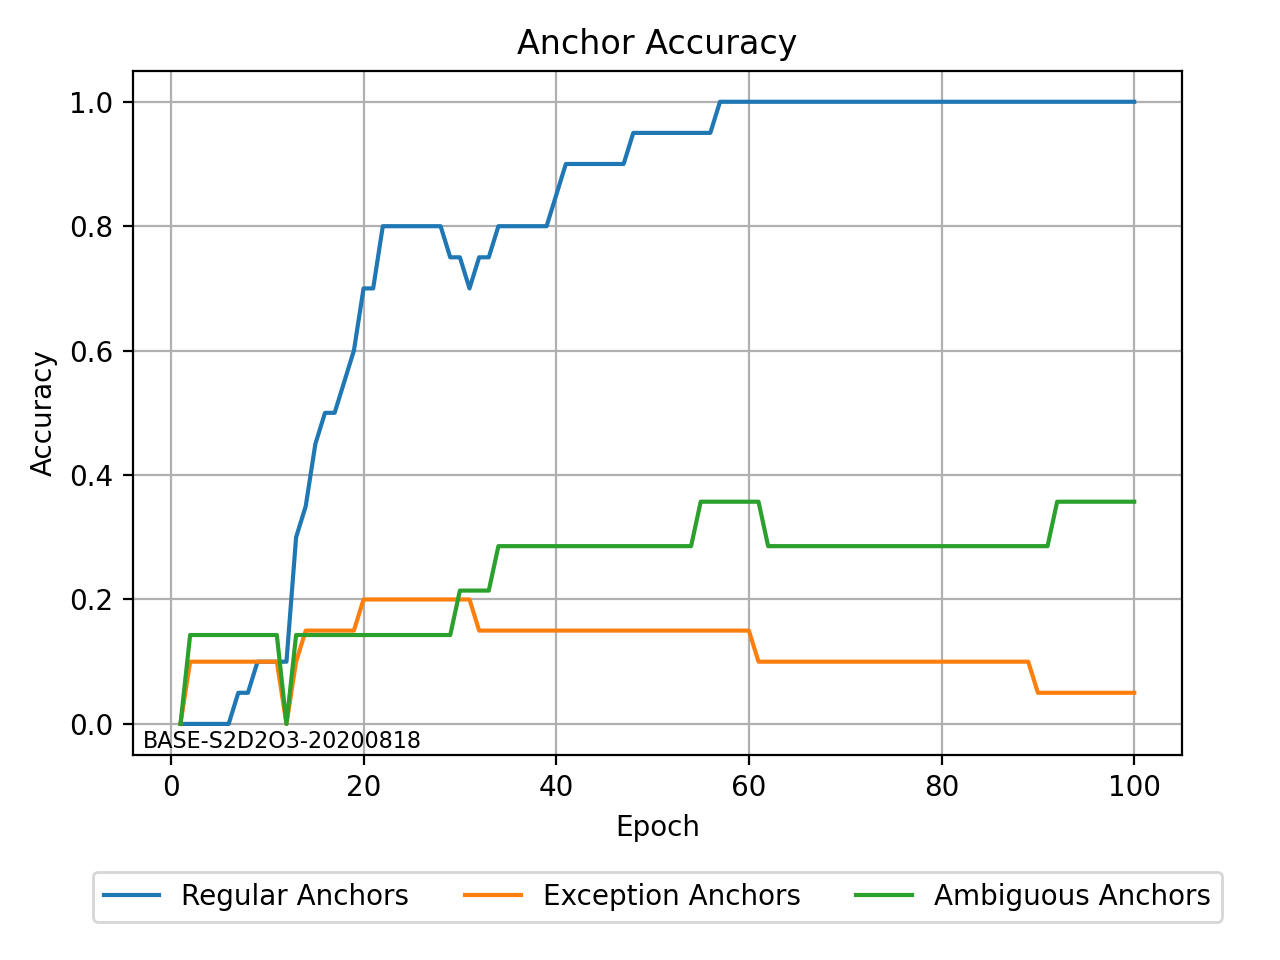 Anchor Accuracy
1.0
0.8
0.6
0.4
0.2
0.0
Accuracy
BASE-S2D2O3-20200818
0 20 40 60 80 100
Epoch
Regular Anchors Exception Anchors Ambiguous Anchors